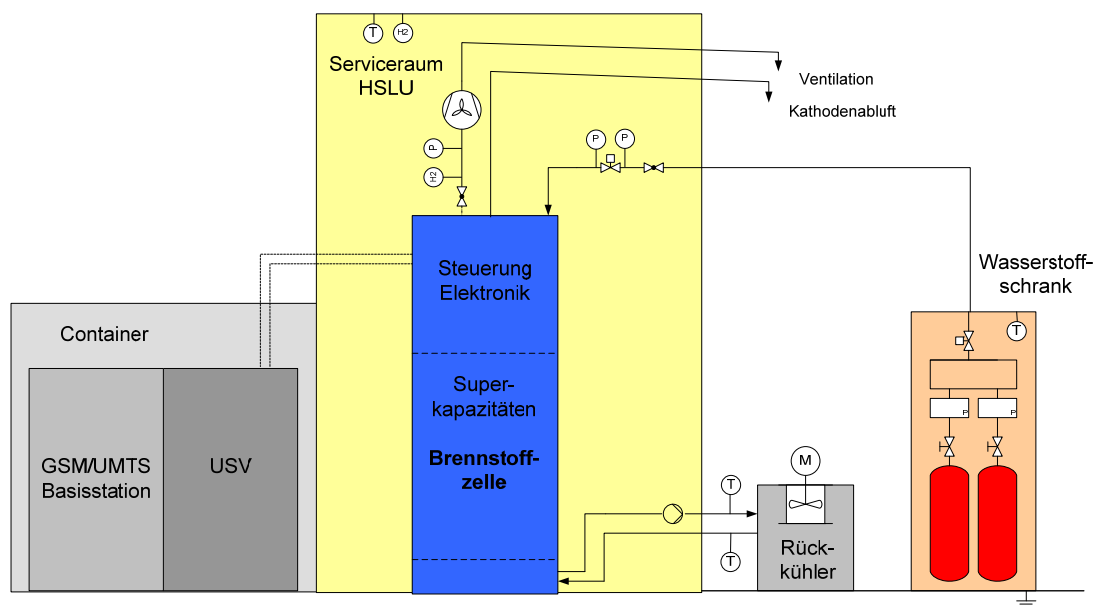 T
H2
Serviceraum
HSLU
Ventilation
Kathodenabluft
P
H2
P
P
Steuerung
Elektronik
Wasserstoff-
schrank
T
Container
Super-
kapazitäten
Brennstoff-
zelle
GSM/UMTS
Basisstation
USV
P
P
M
T
T
Rück-
kühler